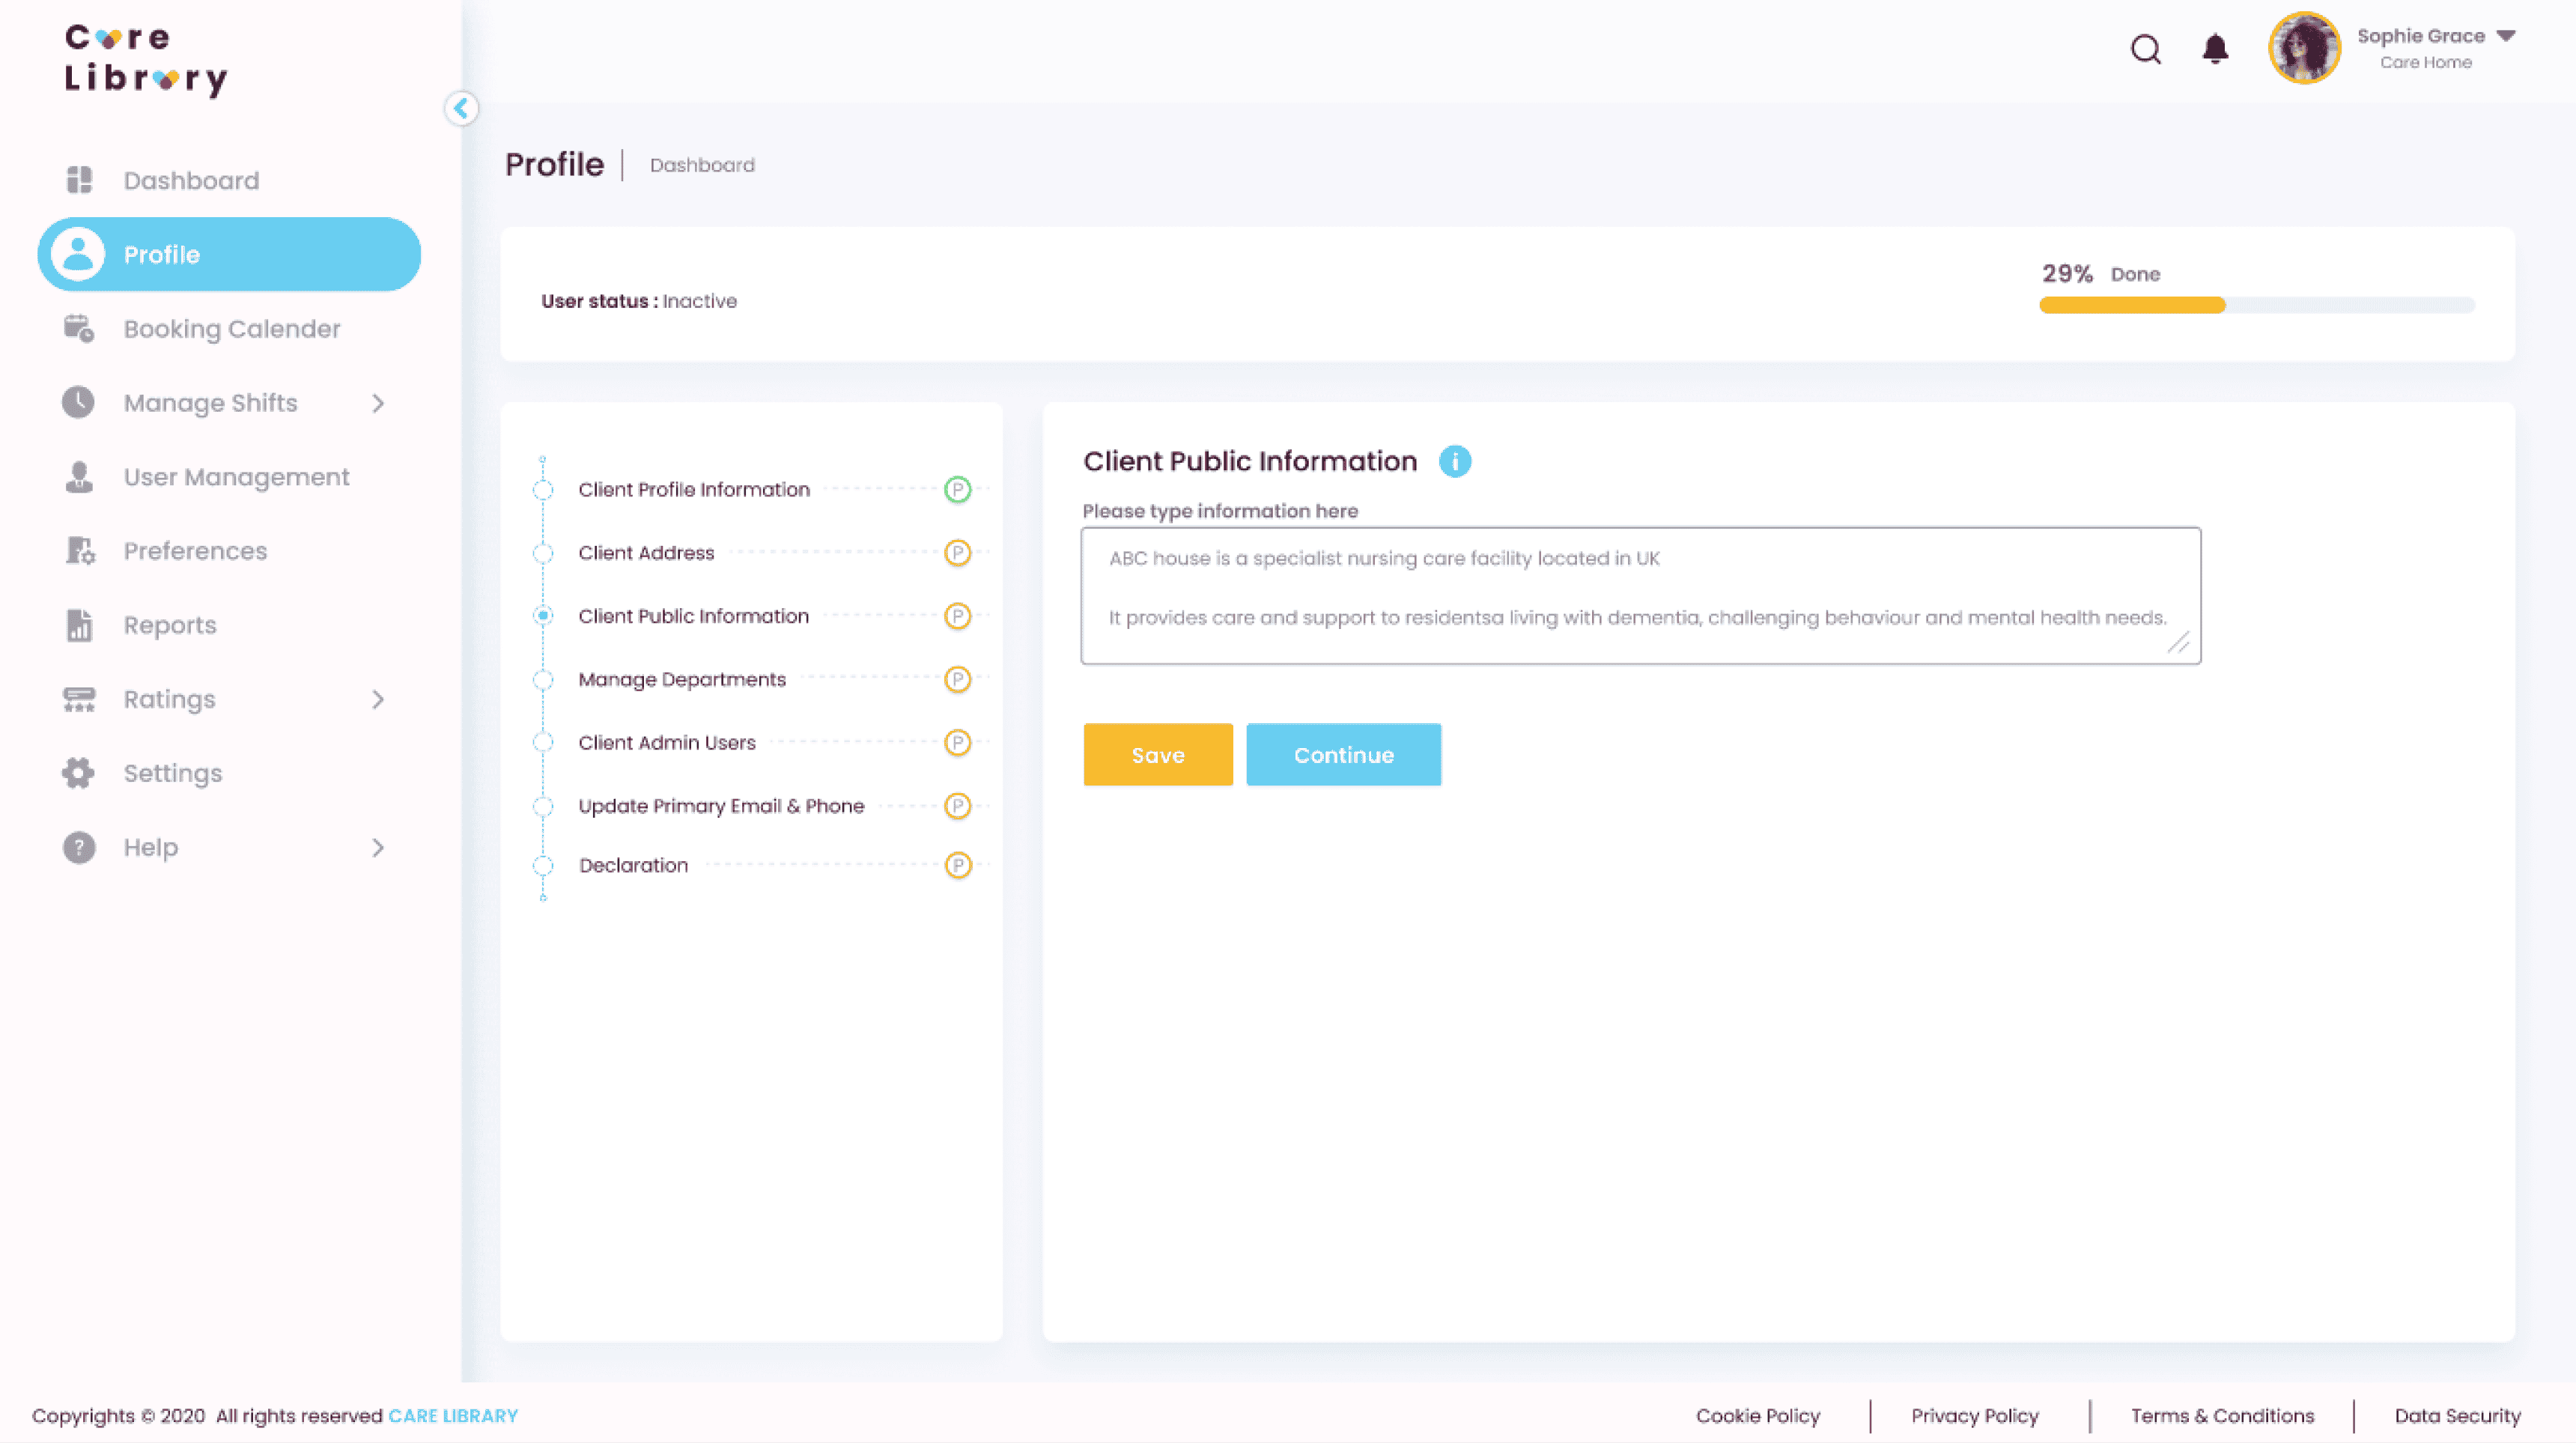 Care
Library
Sophie Grace
Care Home
Dashboard
Profile
Booking Calender
Manage Shifts
User Management
Preferences
Reports
Ratings
Settings
? Help
Profile | Dashboard
User status : Inactive
29% Done
Client Profile Information P
Client Address P
Client Public Information P
Manage Departments P
Client Admin Users P
Update Primary Email & Phone P
Declaration P
Client Public Information i
Please type information here
ABC house is a specialist nursing care facility located in UK
It provides care and support to residentsa living with dementia, challenging behaviour and mental health needs.
Save Continue
Copyrights © 2020 All rights reserved CARE LIBRARY
Cookie Policy | Privacy Policy | Terms & Conditions | Data Security